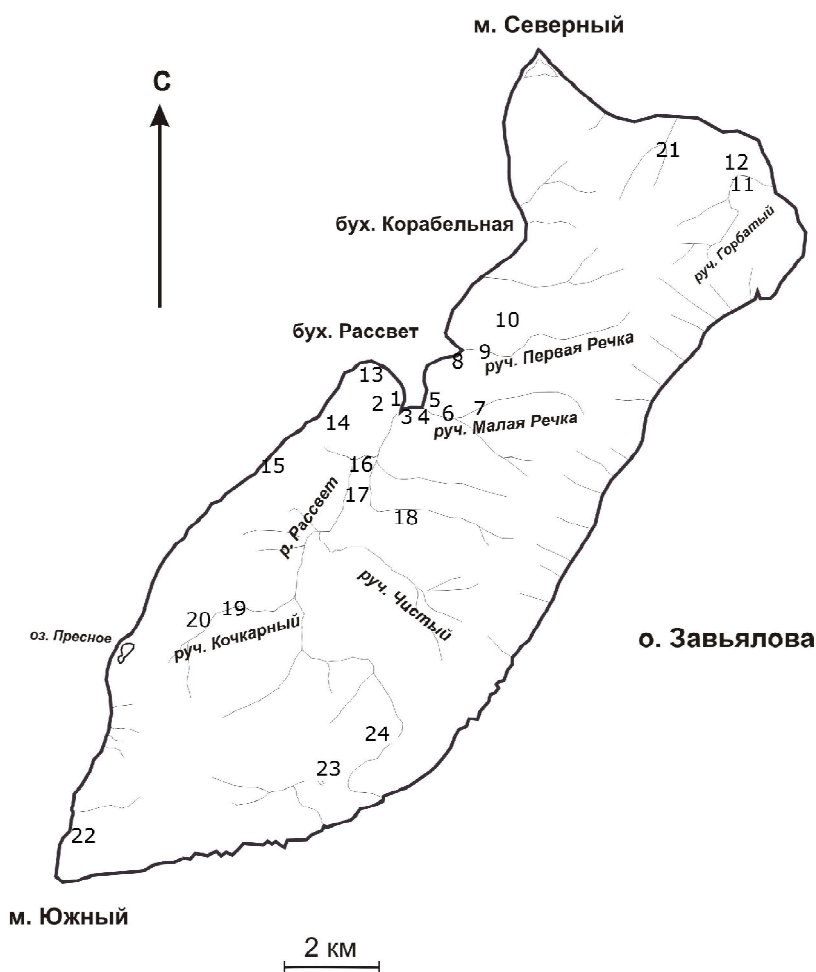 м. Северный
С
21
12
11
бух. Корабельная
руч. Горбатый
10
бух. Рассвет
9
8
руч. Первая Речка
13
1
5
2
3
4
6
7
14
руч. Малая Речка
15
16
17
р. Рассвет
18
руч. Чистый
19
20
руч. Кочкарный
оз. Пресное
о. Завьялова
24
23
22
м. Южный
2 км